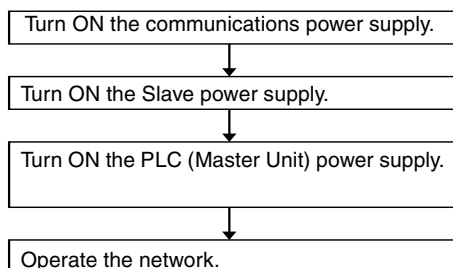 Turn ON the communications power supply.
Turn ON the Slave power supply.
Turn ON the PLC (Master Unit) power supply.
Operate the network.